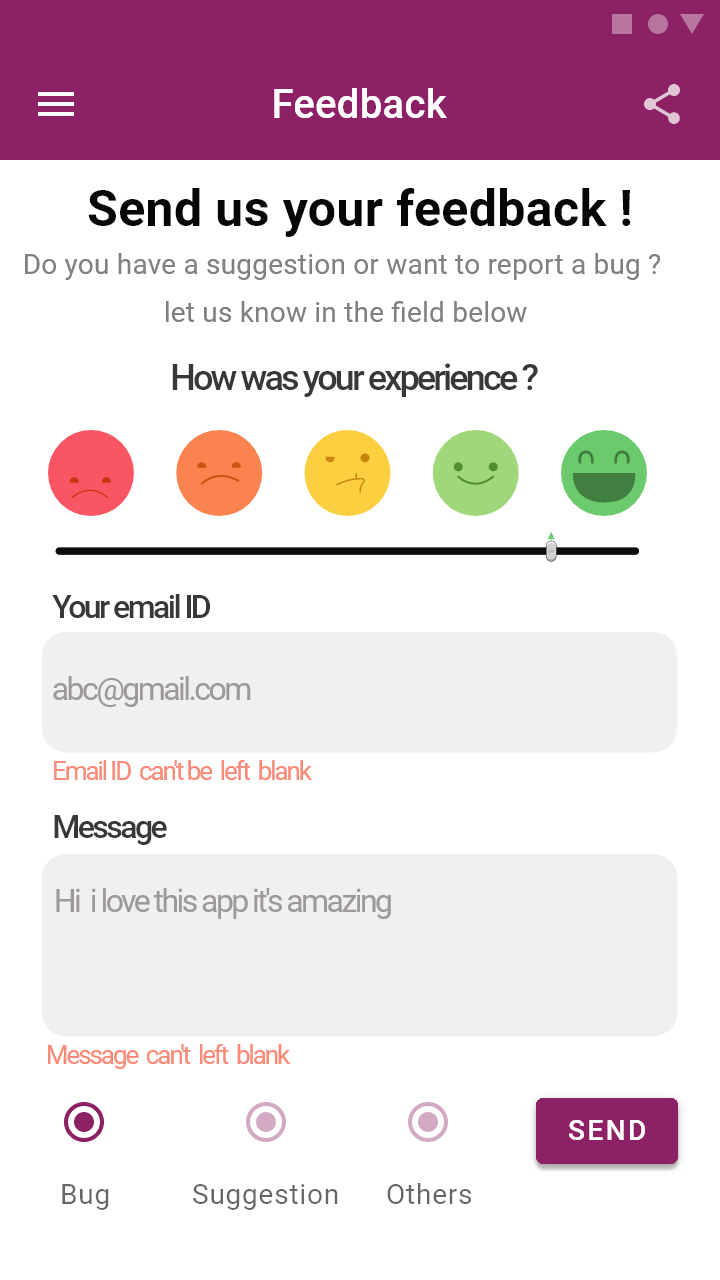 Feedback
Send us your feedback !
Do you have a suggestion or want to report a bug ?
let us know in the field below
How was your experience ?
Your email ID
abc@gmail.com
Email ID can't be left blank
Message
Hi i love this app it's amazing
Message can't left blank
SEND
Bug Suggestion Others